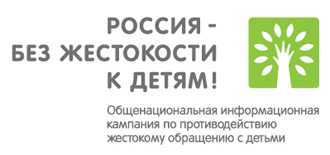 РОССИЯ -
БЕЗ ЖЕСТОКОСТИ
К ДЕТЯМ!
Общенациональная информационная
кампания по противодействию
жестокому обращению с детьми